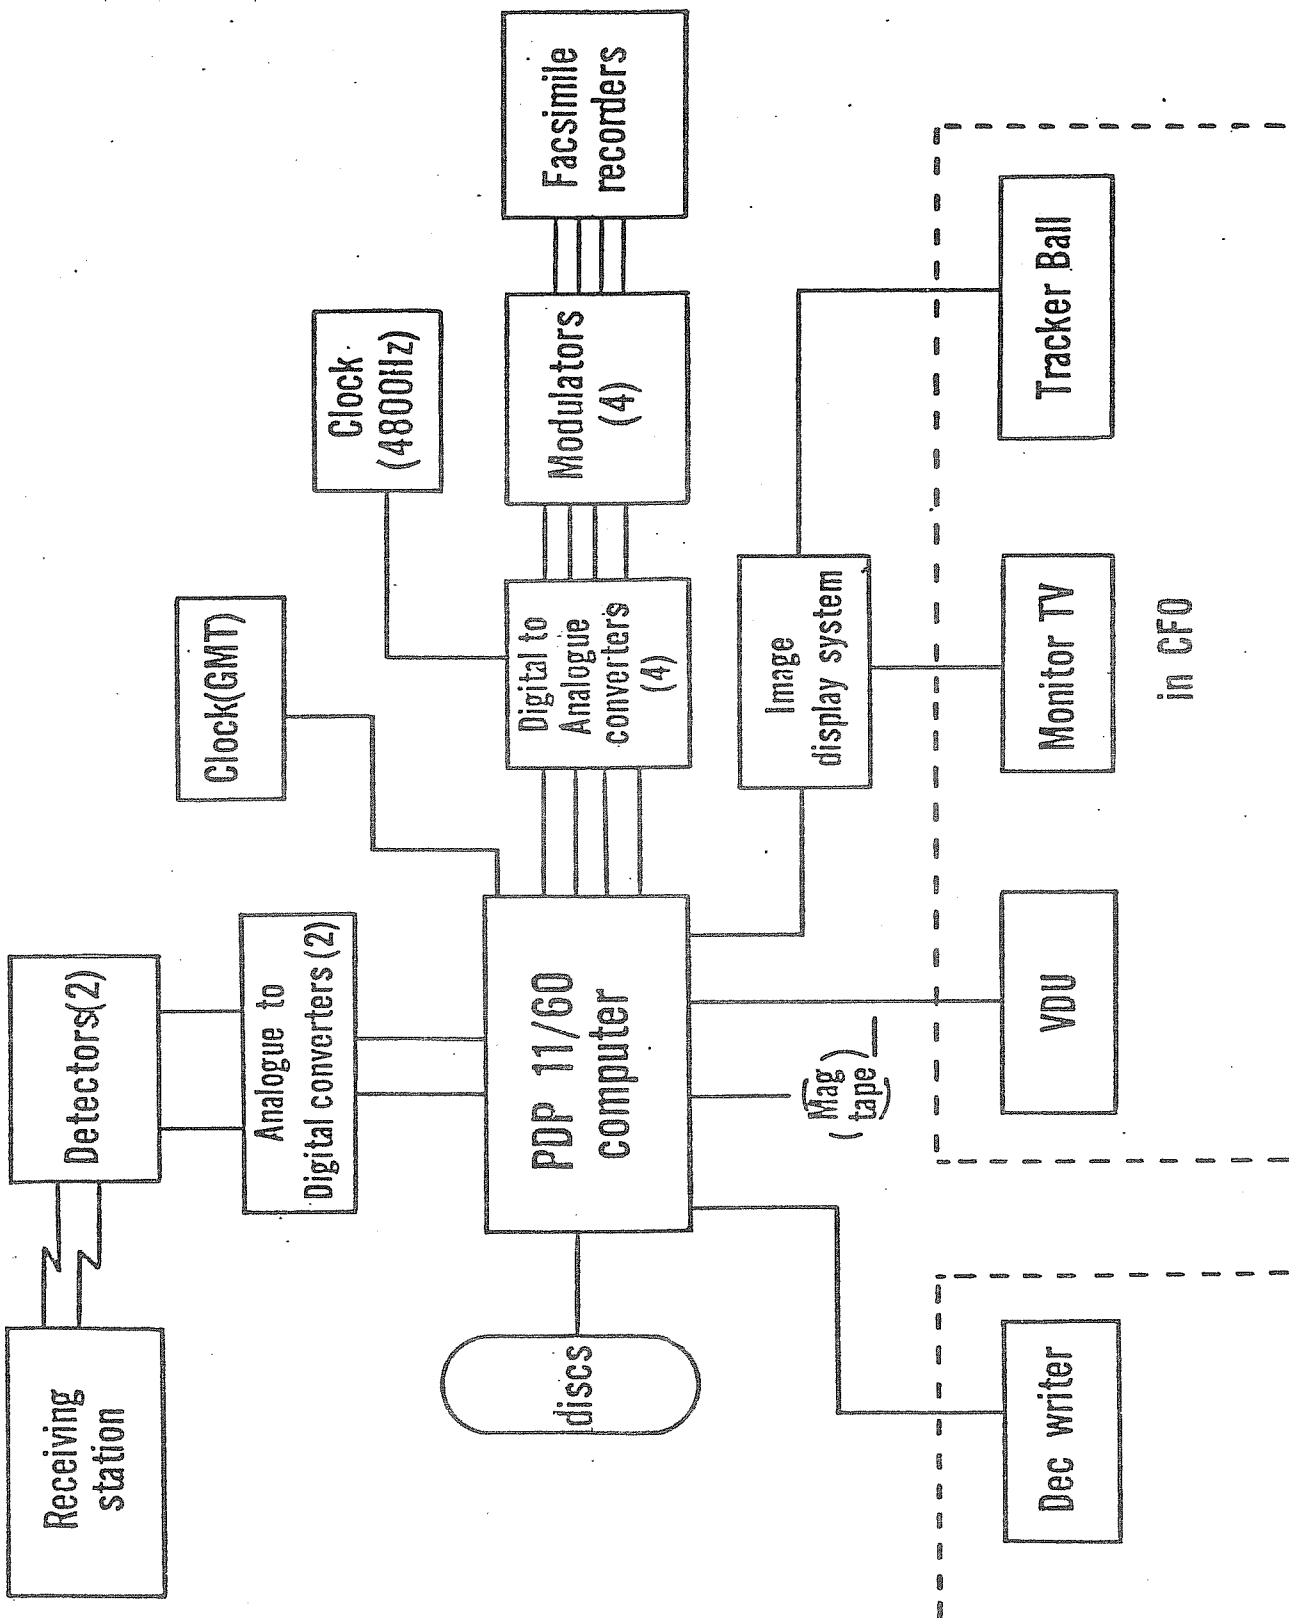 Receiving
station
Detectors(2)
Analogue to
Digital converters (2)
Clock(GMT)
Clock
(4800Hz)
discs
PDP 11/60
computer
Digital to
Analogue
converters
(4)
Modulators
(4)
Facsimile
recorders
Image
display system
(Mag)
(tape)
Dec writer
VDU
Monitor TV
Tracker Ball
in CFO